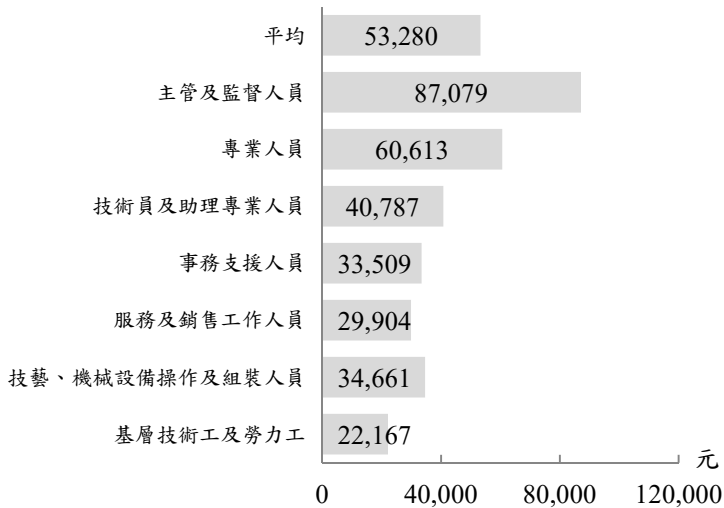 平均 53,280
主管及監督人員 87,079
專業人員 60,613
技術員及助理專業人員 40,787
事務支援人員 33,509
服務及銷售工作人員 29,904
技藝、機械設備操作及組裝人員 34,661
基層技術工及勞力工 22,167
元
0 40,000 80,000 120,000